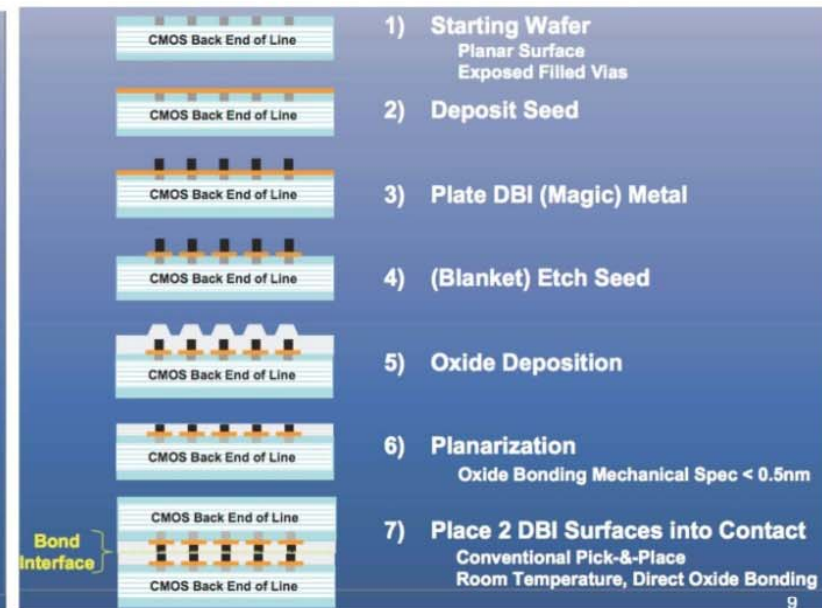 CMOS Back End of Line
1) Starting Wafer
Planar Surface
Exposed Filled Vias
CMOS Back End of Line
2) Deposit Seed
CMOS Back End of Line
3) Plate DBI (Magic) Metal
CMOS Back End of Line
4) (Blanket) Etch Seed
CMOS Back End of Line
5) Oxide Deposition
CMOS Back End of Line
6) Planarization
Oxide Bonding Mechanical Spec < 0.5nm
CMOS Back End of Line
Bond
Interface
CMOS Back End of Line
7) Place 2 DBI Surfaces into Contact
Conventional Pick-&-Place
Room Temperature, Direct Oxide Bonding
9